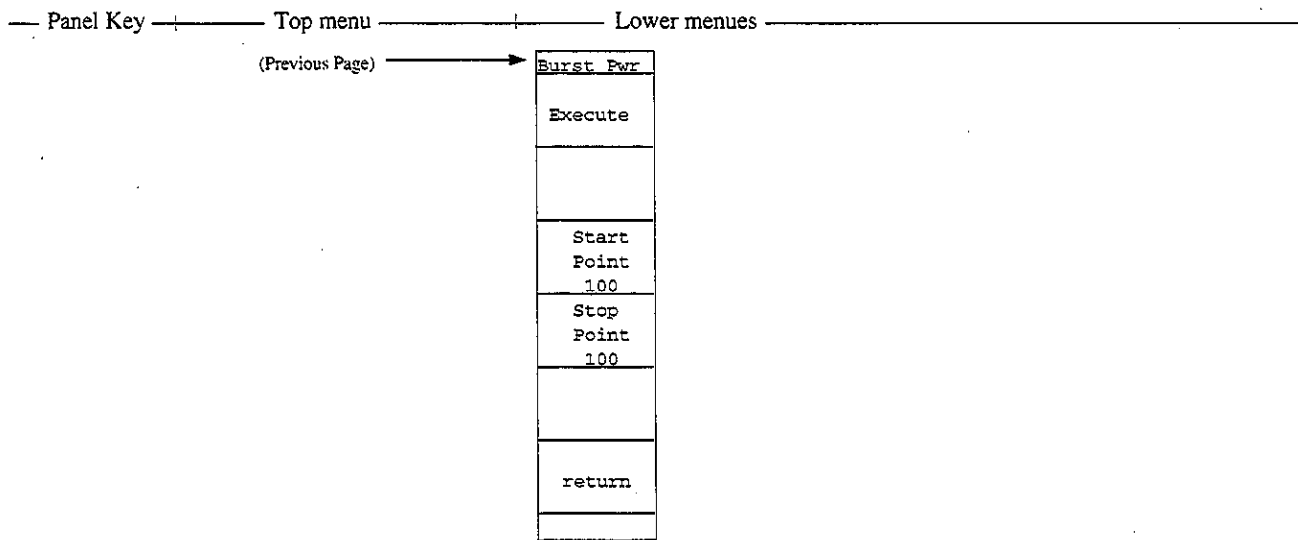 Panel Key Top menu Lower menues
(Previous Page)
Burst Pwr
Execute
Start
Point
100
Stop
Point
100
return